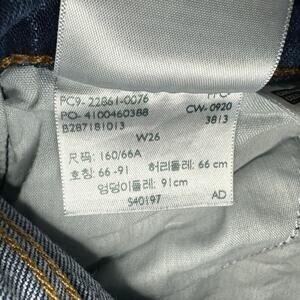 PC9-22861-0076
PO-4100460388 CW-0920
B287181013 3813
W26
尺码: 160/66A
호칭: 66-91 허리둘레: 66 cm
엉덩이둘레: 91cm
S40197 AD